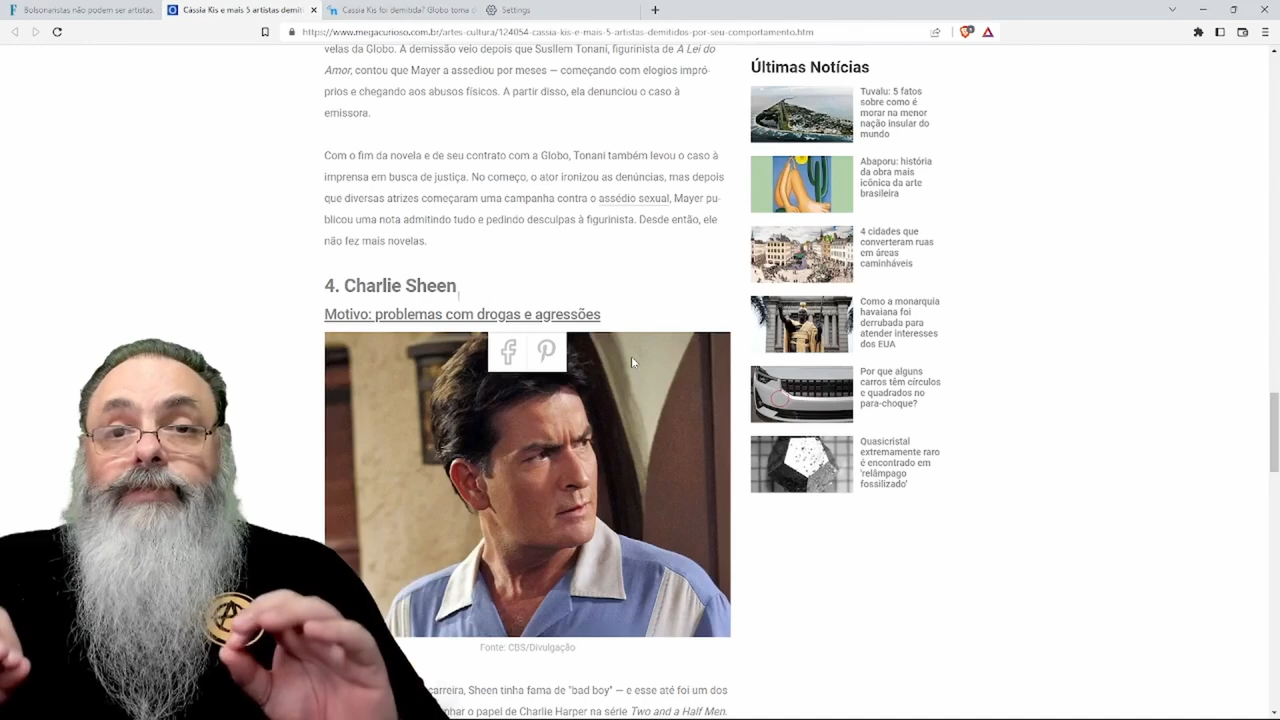 Bolsonaristas não podem ser artistas.
Cássia Kis e mais 5 artistas demiti
Cássia Kis foi demitida? Globo toma d
Settings
https://www.megacurioso.com.br/artes-cultura/124054-cassia-kis-e-mais-5-artistas-demitidos-por-seu-comportamento.htm
velas da Globo. A demissão veio depois que Susllem Tonani, figurinista de A Lei do
Amor, contou que Mayer a assediou por meses — começando com elogios impró-
prios e chegando aos abusos físicos. A partir disso, ela denunciou o caso à
emissora.
Com o fim da novela e de seu contrato com a Globo, Tonani também levou o caso à
imprensa em busca de justiça. No começo, o ator ironizou as denúncias, mas depois
que diversas atrizes começaram uma campanha contra o assédio sexual, Mayer pu-
blicou uma nota admitindo tudo e pedindo desculpas à figurinista. Desde então, ele
não fez mais novelas.
4. Charlie Sheen
Motivo: problemas com drogas e agressões
Fonte: CBS/Divulgação
carreira, Sheen tinha fama de "bad boy" — e esse até foi um dos
nhar o papel de Charlie Harper na série Two and a Half Men.
Últimas Notícias
Tuvalu: 5 fatos
sobre como é
morar na menor
nação insular do
mundo
Abaporu: história
da obra mais
icônica da arte
brasileira
4 cidades que
converteram ruas
em áreas
caminháveis
Como a monarquia
havaiana foi
derrubada para
atender interesses
dos EUA
Por que alguns
carros têm círculos
e quadrados no
para-choque?
Quasicristal
extremamente raro
é encontrado em
'relâmpago
fossilizado'